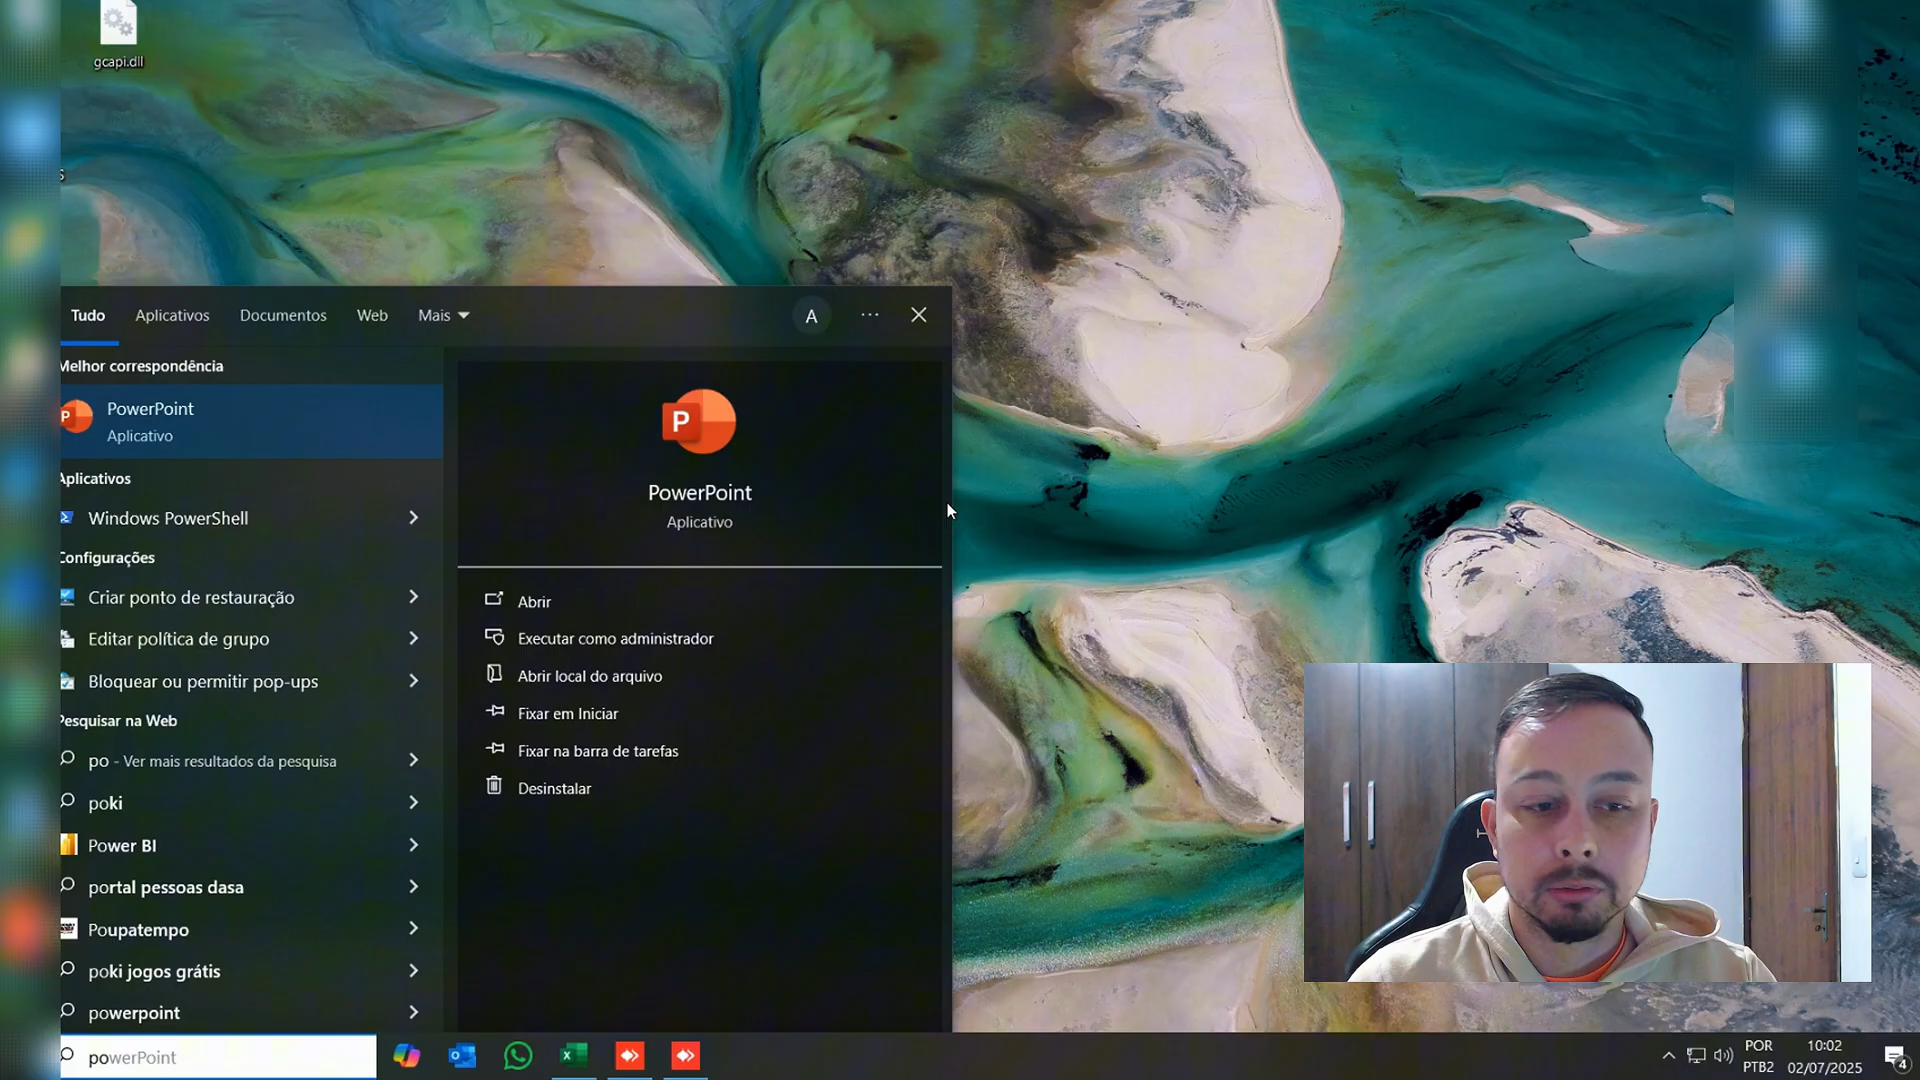 gcapi.dll
s
Tudo Aplicativos Documentos Web Mais A ...
Melhor correspondência
PowerPoint
Aplicativo
Aplicativos
Windows PowerShell
Configurações
Criar ponto de restauração
Editar política de grupo
Bloquear ou permitir pop-ups
Pesquisar na Web
po - Ver mais resultados da pesquisa
poki
Power BI
portal pessoas dasa
Poupatempo
poki jogos grátis
powerpoint
powerPoint
P
PowerPoint
Aplicativo
Abrir
Executar como administrador
Abrir local do arquivo
Fixar em Iniciar
Fixar na barra de tarefas
Desinstalar
POR
PTB2
10:02
02/07/2025
4